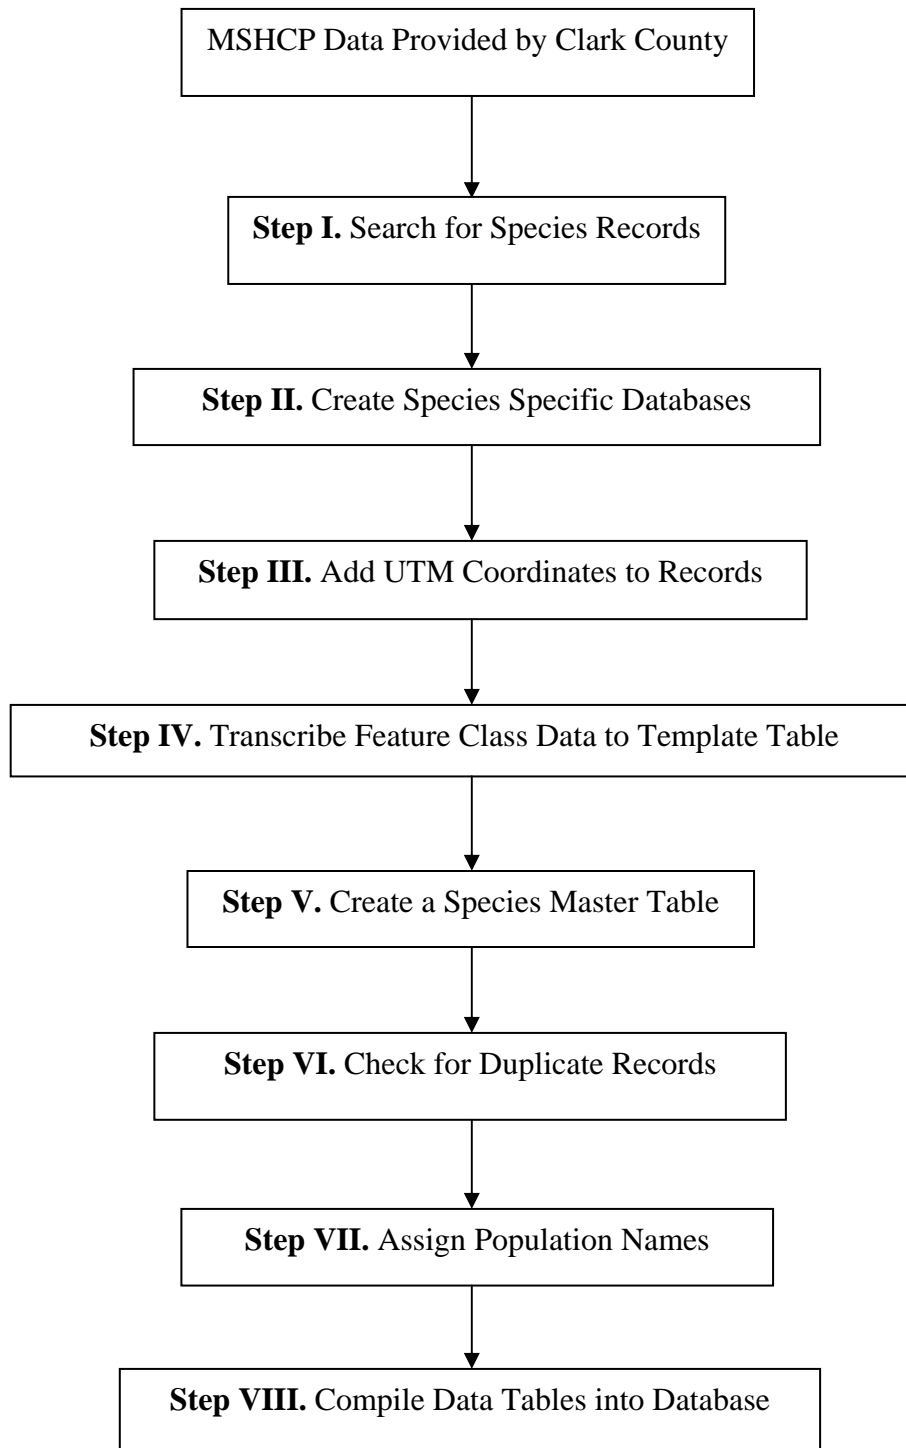 MSHCP Data Provided by Clark County
Step I. Search for Species Records
Step II. Create Species Specific Databases
Step III. Add UTM Coordinates to Records
Step IV. Transcribe Feature Class Data to Template Table
Step V. Create a Species Master Table
Step VI. Check for Duplicate Records
Step VII. Assign Population Names
Step VIII. Compile Data Tables into Database